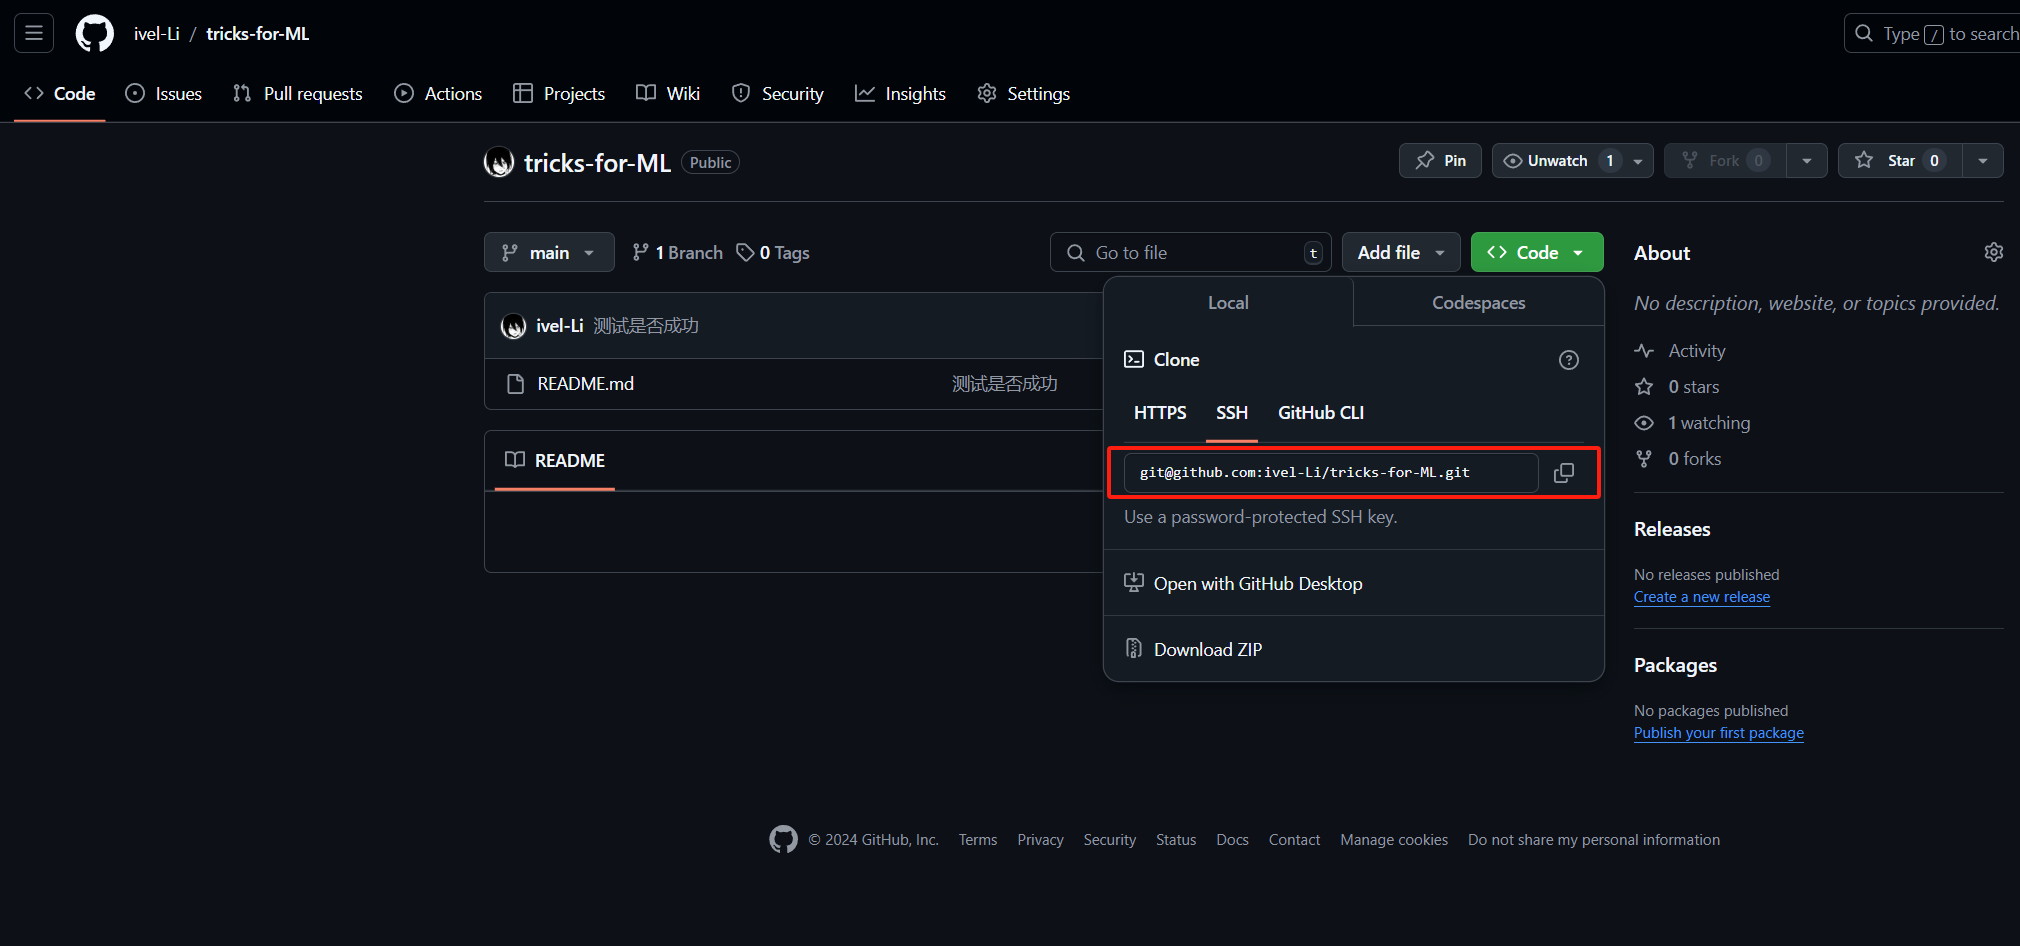 ivel-Li / tricks-for-ML
Type / to search
Code Issues Pull requests Actions Projects Wiki Security Insights Settings
tricks-for-ML Public
Pin Unwatch 1 Fork 0 Star 0
main 1 Branch 0 Tags Go to file t Add file Code
ivel-Li 测试是否成功
README.md 测试是否成功
README
Local Codespaces
Clone
HTTPS SSH GitHub CLI
git@github.com:ivel-Li/tricks-for-ML.git
Use a password-protected SSH key.
Open with GitHub Desktop
Download ZIP
About
No description, website, or topics provided.
Activity
0 stars
1 watching
0 forks
Releases
No releases published
Create a new release
Packages
No packages published
Publish your first package
© 2024 GitHub, Inc. Terms Privacy Security Status Docs Contact Manage cookies Do not share my personal information